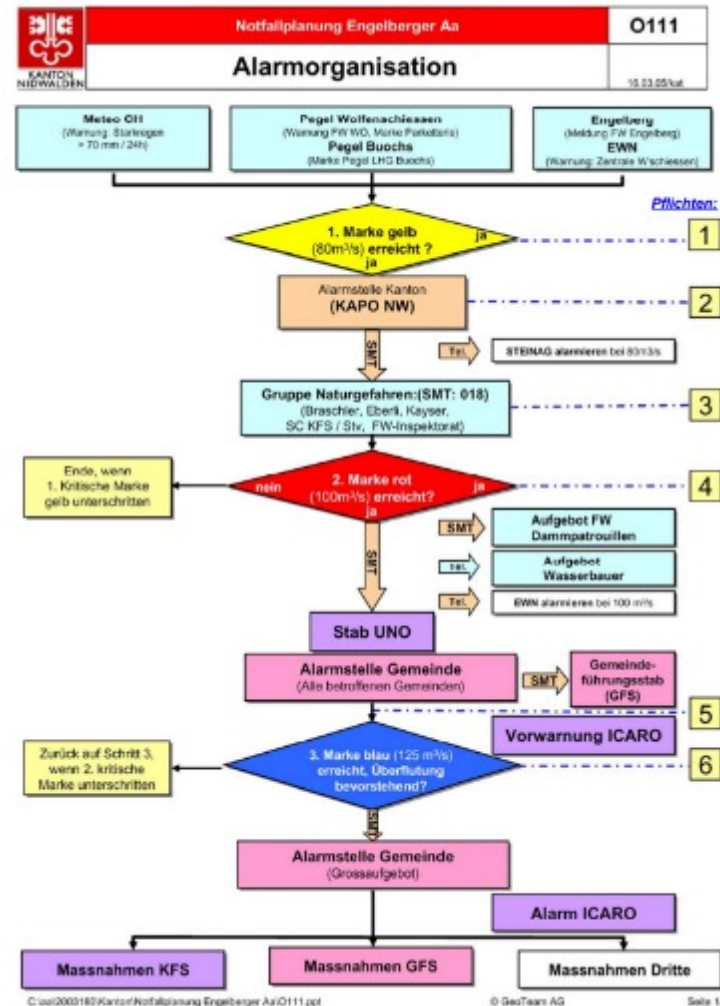 KANTON
NIDWALDEN
Notfallplanung Engelberger Aa
O111
Alarmorganisation
16.03.05/kat
Meteo CH
(Warnung: Starkregen
> 70 mm / 24h)
Pegel Wolfenschiessen
(Warnung FW WO, Marke Parketterie)
Pegel Buochs
(Marke Pegel LHG Buochs)
Engelberg
(Meldung FW Engelberg)
EWN
(Warnung: Zentrale W'schiessen)
Pflichten:
1. Marke gelb
(80m³/s) erreicht ?
ja
ja
1
Alarmstelle Kanton
(KAPO NW)
2
SMT
Tel.
STEINAG alarmieren bei 80m3/s
Gruppe Naturgefahren:(SMT: 018)
(Braschler, Eberli, Kayser,
SC KFS / Stv, FW-Inspektorat)
3
Ende, wenn
1. Kritische Marke
gelb unterschritten
nein
2. Marke rot
(100m³/s) erreicht?
ja
ja
4
SMT
SMT
Aufgebot FW
Dammpatrouillen
Tel.
Aufgebot
Wasserbauer
Tel.
EWN alarmieren bei 100 m³/s
Stab UNO
Alarmstelle Gemeinde
(Alle betroffenen Gemeinden)
SMT
Gemeinde-
führungsstab
(GFS)
5
Vorwarnung ICARO
Zurück auf Schritt 3,
wenn 2. kritische
Marke unterschritten
3. Marke blau (125 m³/s)
erreicht, Überflutung
bevorstehend?
6
SMT
Alarmstelle Gemeinde
(Grossaufgebot)
Alarm ICARO
Massnahmen KFS
Massnahmen GFS
Massnahmen Dritte
© GeoTeam AG
Seite 1